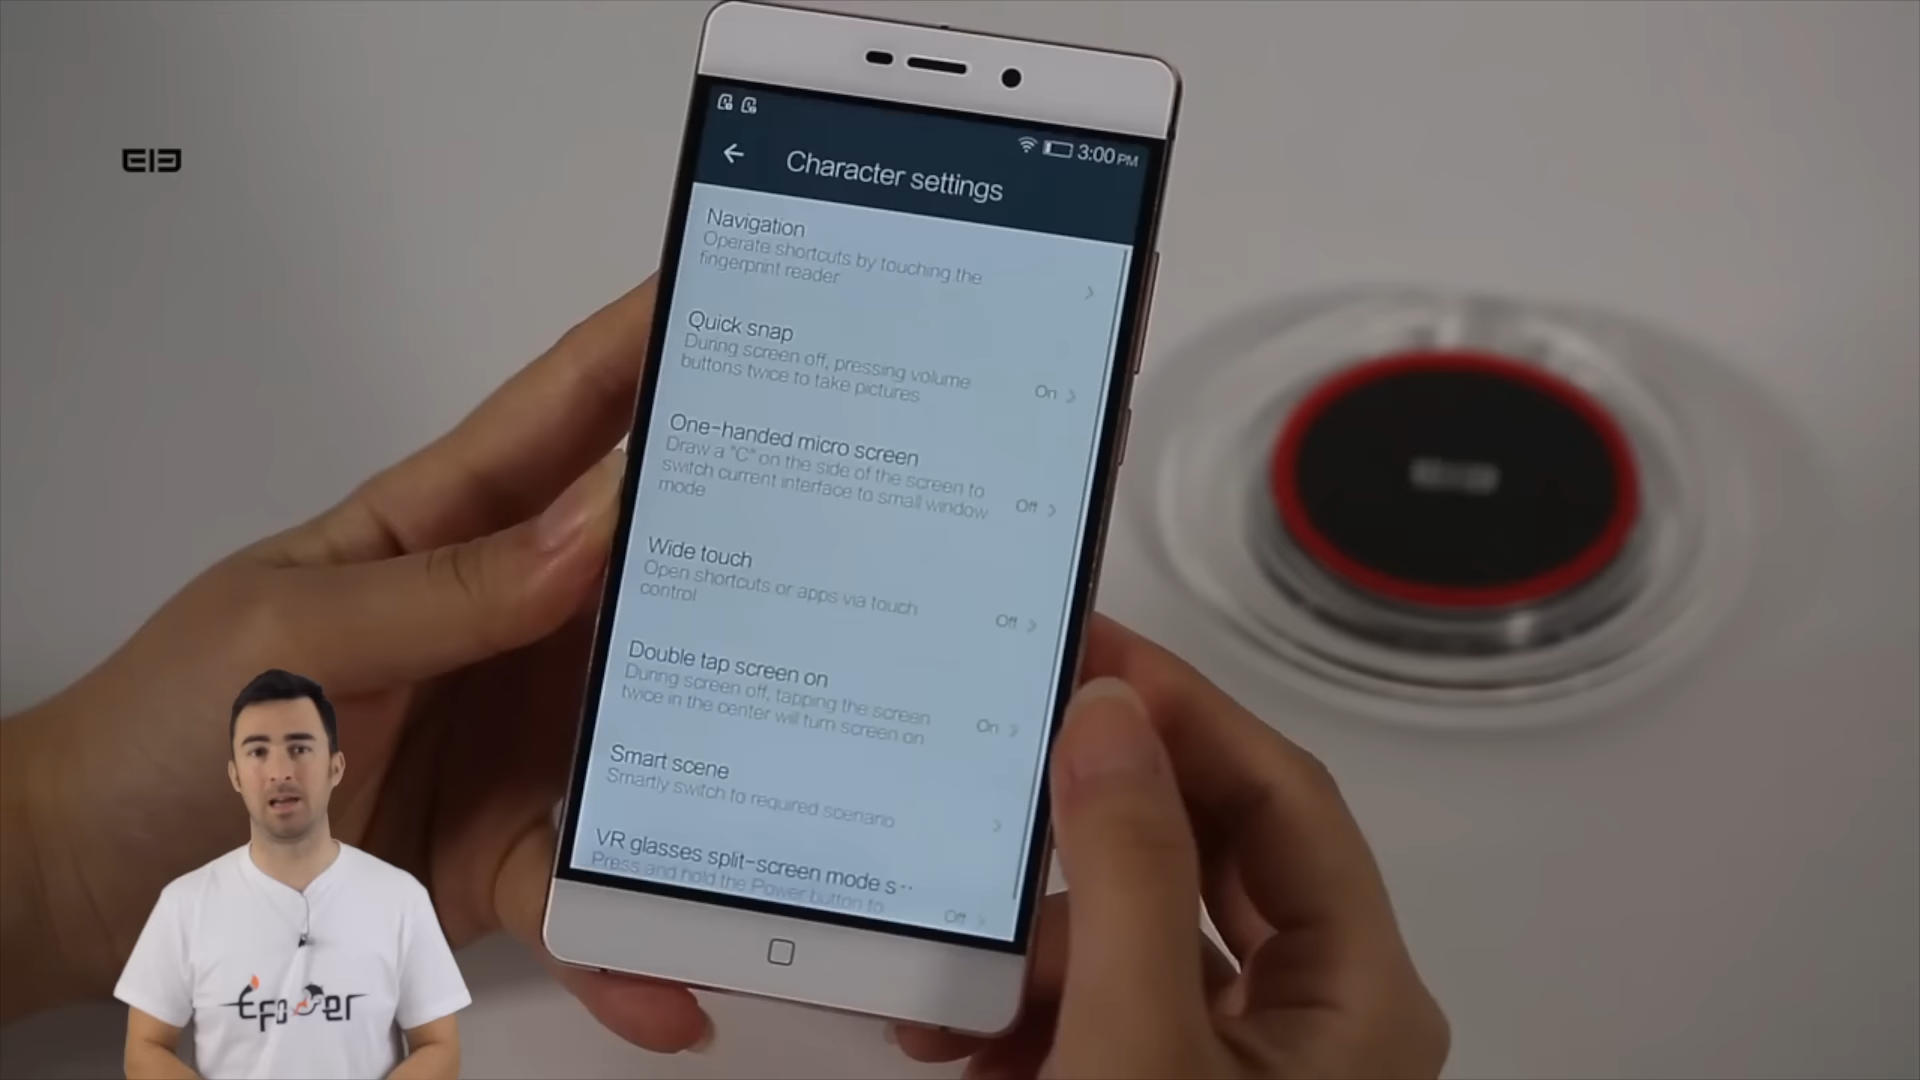 3:00 PM
Character settings
Navigation
Operate shortcuts by touching the
fingerprint reader
Quick snap
During screen off, pressing volume
buttons twice to take pictures
On
One-handed micro screen
Draw a "C" on the side of the screen to
switch current interface to small window
mode
Off
Wide touch
Open shortcuts or apps via touch
control
Off
Double tap screen on
During screen off, tapping the screen
twice in the center will turn screen on
On
Smart scene
Smartly switch to required scenario
VR glasses split-screen mode s··
Press and hold the Power button to
Off